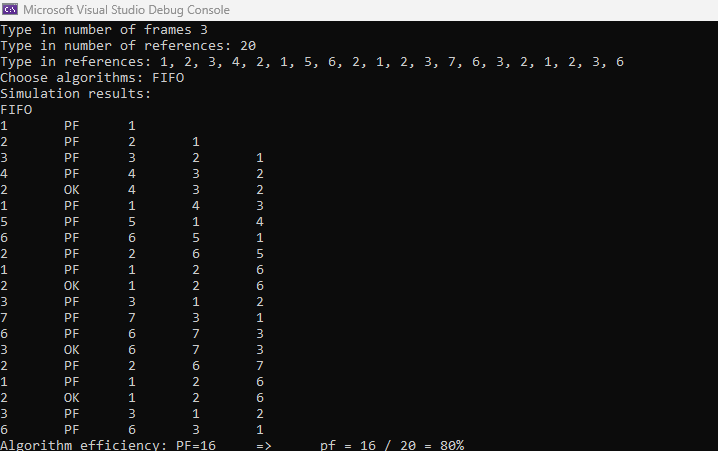 Microsoft Visual Studio Debug Console
Type in number of frames 3
Type in number of references: 20
Type in references: 1, 2, 3, 4, 2, 1, 5, 6, 2, 1, 2, 3, 7, 6, 3, 2, 1, 2, 3, 6
Choose algorithms: FIFO
Simulation results:
FIFO
1 PF 1
2 PF 2 1
3 PF 3 2 1
4 PF 4 3 2
2 OK 4 3 2
1 PF 1 4 3
5 PF 5 1 4
6 PF 6 5 1
2 PF 2 6 5
1 PF 1 2 6
2 OK 1 2 6
3 PF 3 1 2
7 PF 7 3 1
6 PF 6 7 3
3 OK 6 7 3
2 PF 2 6 7
1 PF 1 2 6
2 OK 1 2 6
3 PF 3 1 2
6 PF 6 3 1
Algorithm efficiency: PF=16 => pf = 16 / 20 = 80%